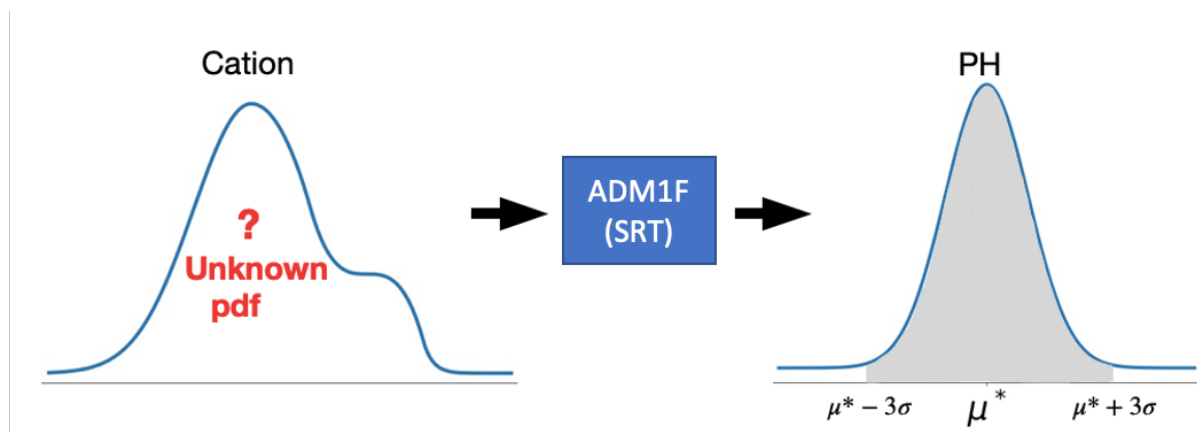 Cation
?
Unknown
pdf
ADM1F
(SRT)
PH
μ* − 3σ
μ*
μ* + 3σ